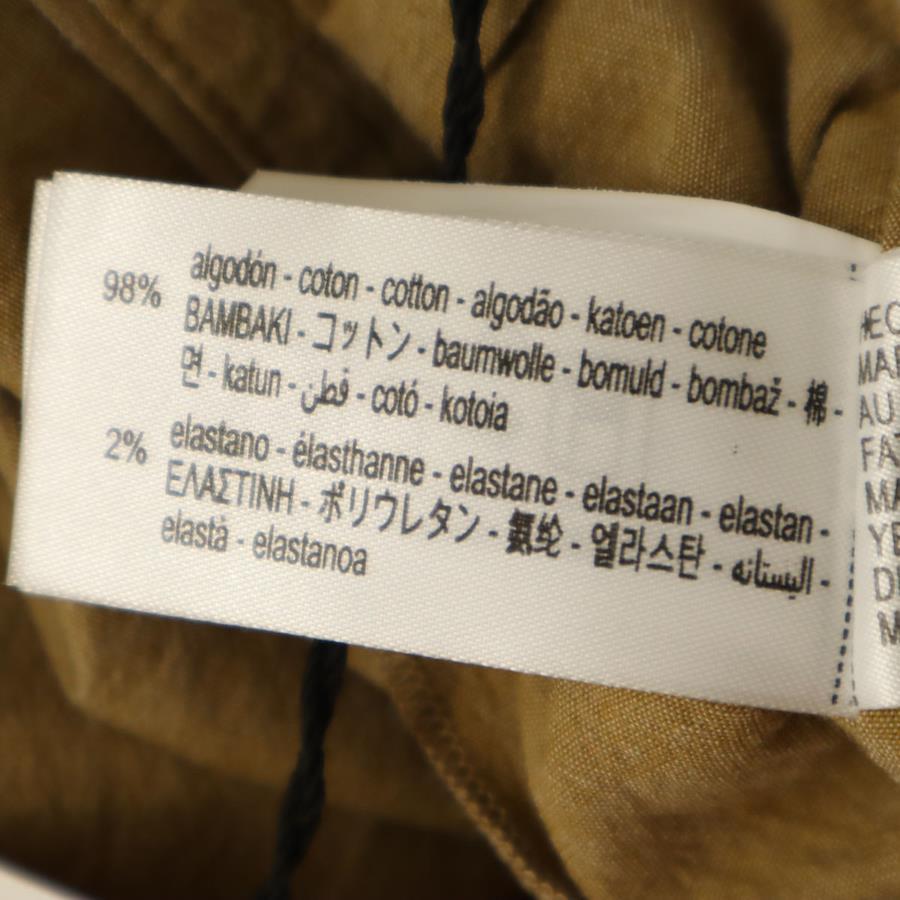 98% algodón - coton - cotton - algodão - katoen - cotone
BAMBAKI - コットン - baumwolle - bomuld - bombaž - 棉 -
면 - katun - قطن - cotó - kotoia
2% elastano - élasthanne - elastane - elastaan - elastan -
ΕΛΑΣΤΙΝΗ - ポリウレタン - 氨纶 - 엘라스탄 - اليستانه -
elastà - elastanoa